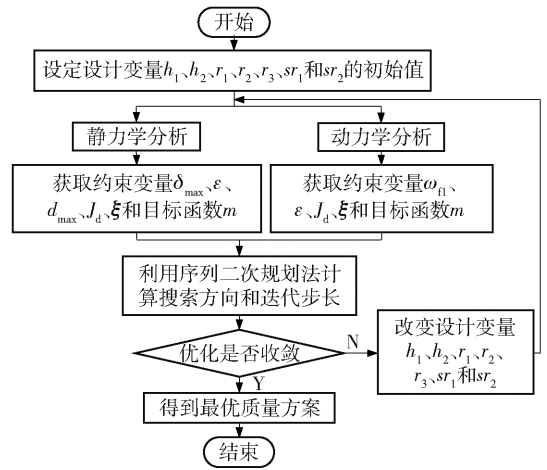 开始
设定设计变量h₁、h₂、r₁、r₂、r₃、sr₁和sr₂的初始值
静力学分析
动力学分析
获取约束变量δmax、ε、
dmax、Jd、ξ和目标函数m
获取约束变量ωf1、
ε、Jd、ξ和目标函数m
利用序列二次规划法计
算搜索方向和迭代步长
优化是否收敛
N
改变设计变量
h₁、h₂、r₁、r₂、
r₃、sr₁和sr₂
Y
得到最优质量方案
结束